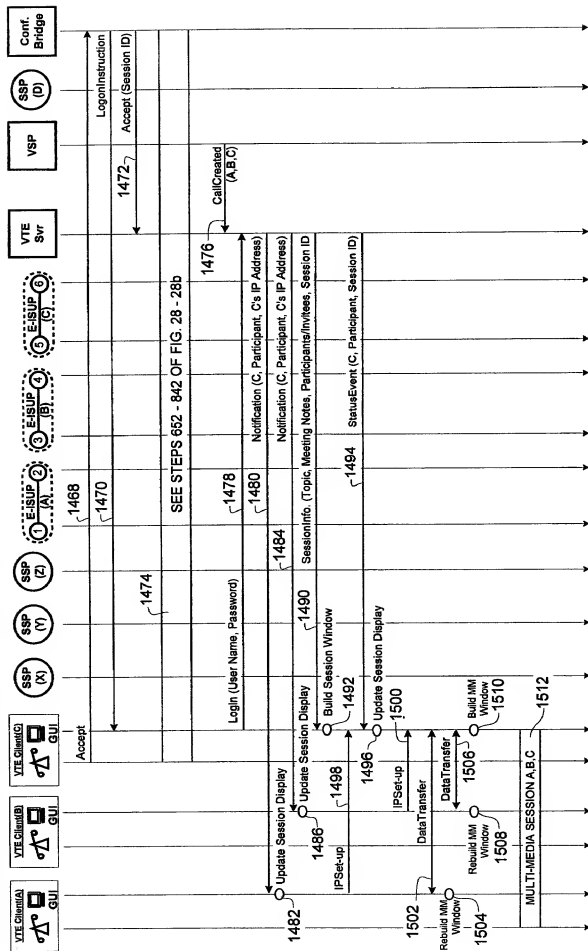 VTE Client(A)
GUI
VTE Client(B)
GUI
VTE Client(C)
GUI
SSP
(X)
SSP
(Y)
SSP
(Z)
E-ISUP
1
2
(A)
E-ISUP
3
4
(B)
E-ISUP
5
6
(C)
VTE
Svr
VSP
SSP
(D)
Conf.
Bridge
Accept
1468
1470
LogonInstruction
1472
Accept (Session ID)
1474
SEE STEPS 652 - 842 OF FIG. 28 - 28b
1476
CallCreated
(A,B,C)
Login (User Name, Password)
1478
1480
Notification (C, Participant, C's IP Address)
Update Session Display
1482
1484
Notification (C, Participant, C's IP Address)
Update Session Display
1486
1490
SessionInfo. (Topic, Meeting Notes, Participants/Invitees, Session ID)
Build Session Window
1492
1494
StatusEvent (C, Participant, Session ID)
Update Session Display
1496
IPSet-up
1498
IPSet-up
1500
DataTransfer
1502
Rebuild MM
Window
1504
DataTransfer
1506
Rebuild MM
Window
1508
Build MM
Window
1510
MULTI-MEDIA SESSION A,B,C
1512